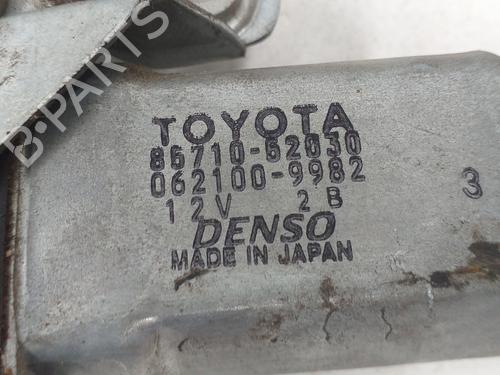 B-PARTS
TOYOTA
85710-52030
062100-9982
12V 2B
3
DENSO
MADE IN JAPAN